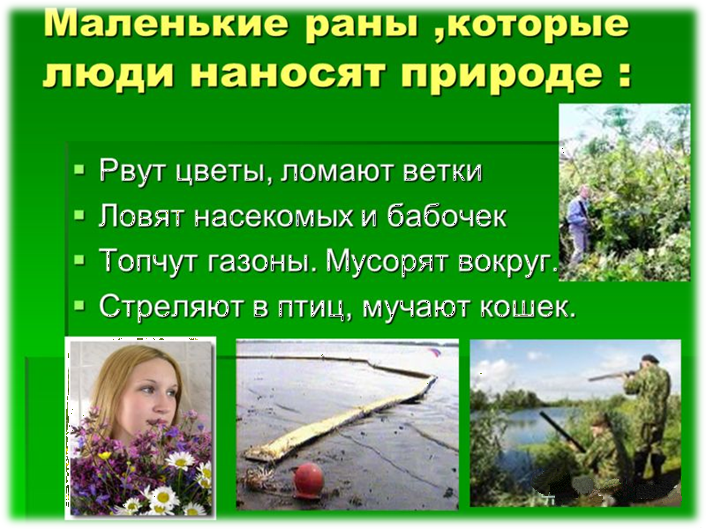 Маленькие раны ,которые
люди наносят природе :
Рвут цветы, ломают ветки
Ловят насекомых и бабочек
Топчут газоны. Мусорят вокруг.
Стреляют в птиц, мучают кошек.